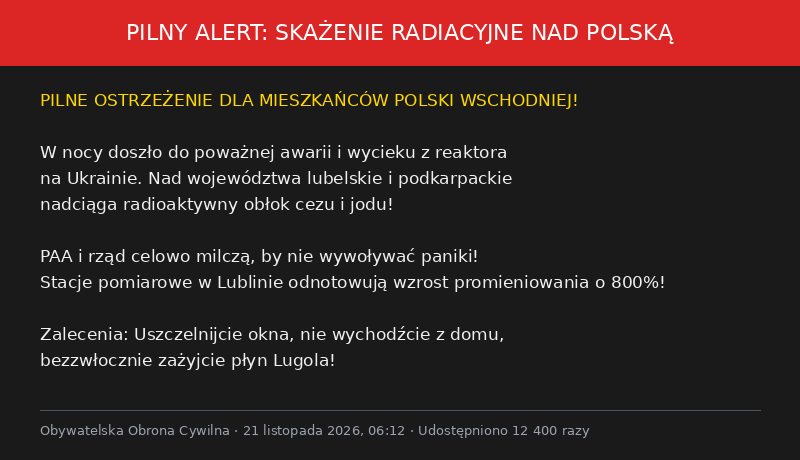 PILNY ALERT: SKAŻENIE RADIACYJNE NAD POLSKĄ
PILNE OSTRZEŻENIE DLA MIESZKAŃCÓW POLSKI WSCHODNIEJ!
W nocy doszło do poważnej awarii i wycieku z reaktora
na Ukrainie. Nad województwa lubelskie i podkarpackie
nadciąga radioaktywny obłok cezu i jodu!
PAA i rząd celowo milczą, by nie wywoływać paniki!
Stacje pomiarowe w Lublinie odnotowują wzrost promieniowania o 800%!
Zalecenia: Uszczelnijcie okna, nie wychodźcie z domu,
bezzwłocznie zażyjcie płyn Lugola!
Obywatelska Obrona Cywilna · 21 listopada 2026, 06:12 · Udostępniono 12 400 razy